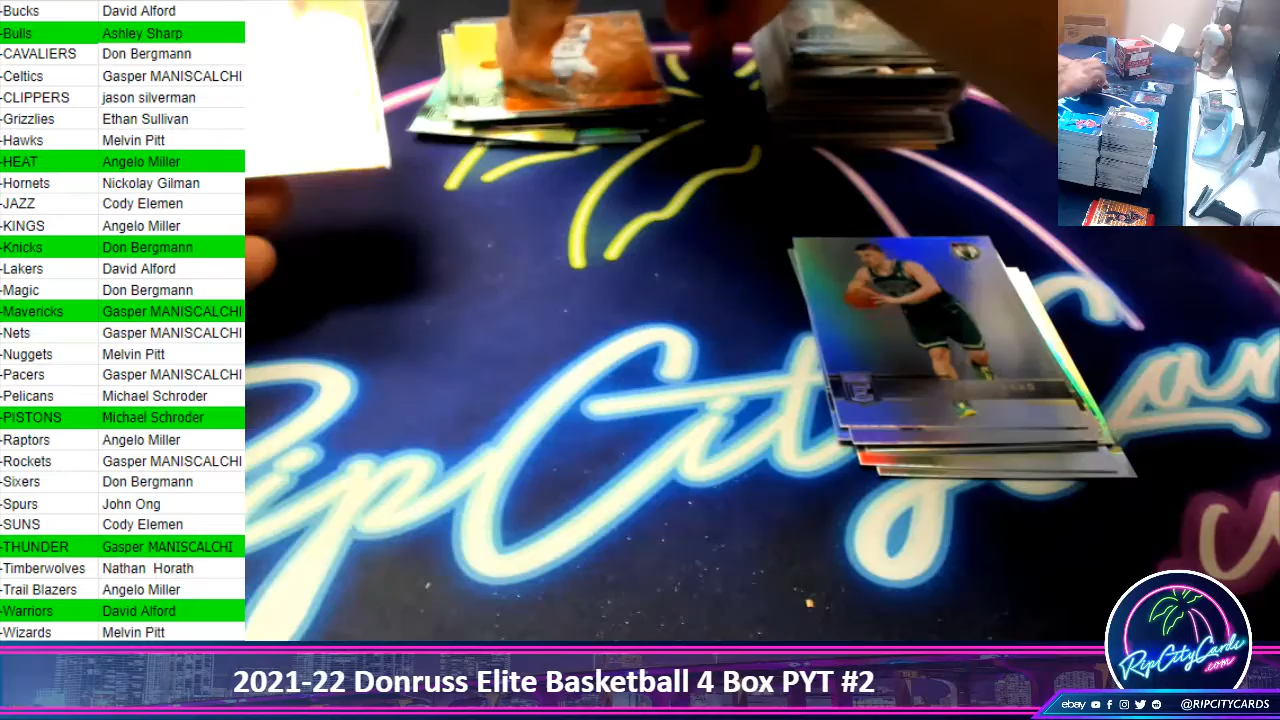 -Bucks David Alford
-Bulls Ashley Sharp
-CAVALIERS Don Bergmann
-Celtics Gasper MANISCALCHI
-CLIPPERS jason silverman
-Grizzlies Ethan Sullivan
-Hawks Melvin Pitt
-HEAT Angelo Miller
-Hornets Nickolay Gilman
-JAZZ Cody Elemen
-KINGS Angelo Miller
-Knicks Don Bergmann
-Lakers David Alford
-Magic Don Bergmann
-Mavericks Gasper MANISCALCHI
-Nets Gasper MANISCALCHI
-Nuggets Melvin Pitt
-Pacers Gasper MANISCALCHI
-Pelicans Michael Schroder
-PISTONS Michael Schroder
-Raptors Angelo Miller
-Rockets Gasper MANISCALCHI
-Sixers Don Bergmann
-Spurs John Ong
-SUNS Cody Elemen
-THUNDER Gasper MANISCALCHI
-Timberwolves Nathan Horath
-Trail Blazers Angelo Miller
-Warriors David Alford
-Wizards Melvin Pitt
RipCity
RipCityCards
.com
2021-22 Donruss Elite Basketball 4 Box PYT #2
ebay @RIPCITYCARDS